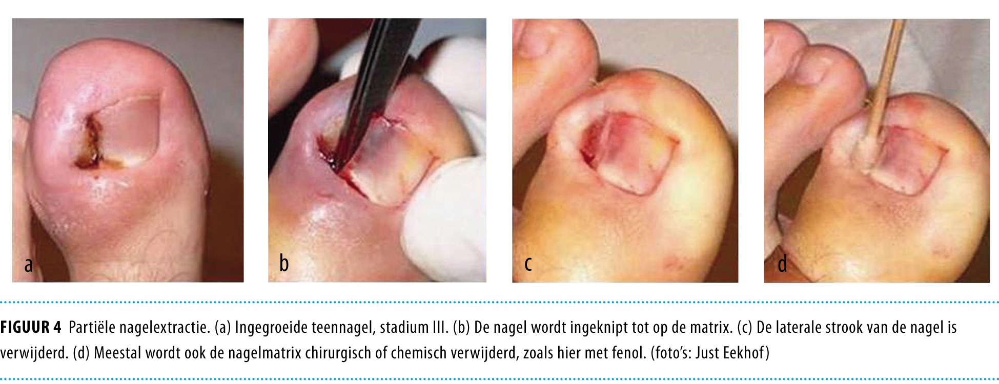 a
b
c
d
FIGUUR 4 Partiële nagelextractie. (a) Ingegroeide teennagel, stadium III. (b) De nagel wordt ingeknipt tot op de matrix. (c) De laterale strook van de nagel is
verwijderd. (d) Meestal wordt ook de nagelmatrix chirurgisch of chemisch verwijderd, zoals hier met fenol. (foto’s: Just Eekhof)